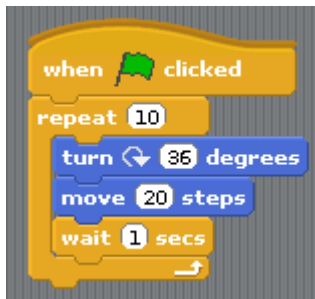 when clicked
repeat 10
turn 36 degrees
move 20 steps
wait 1 secs